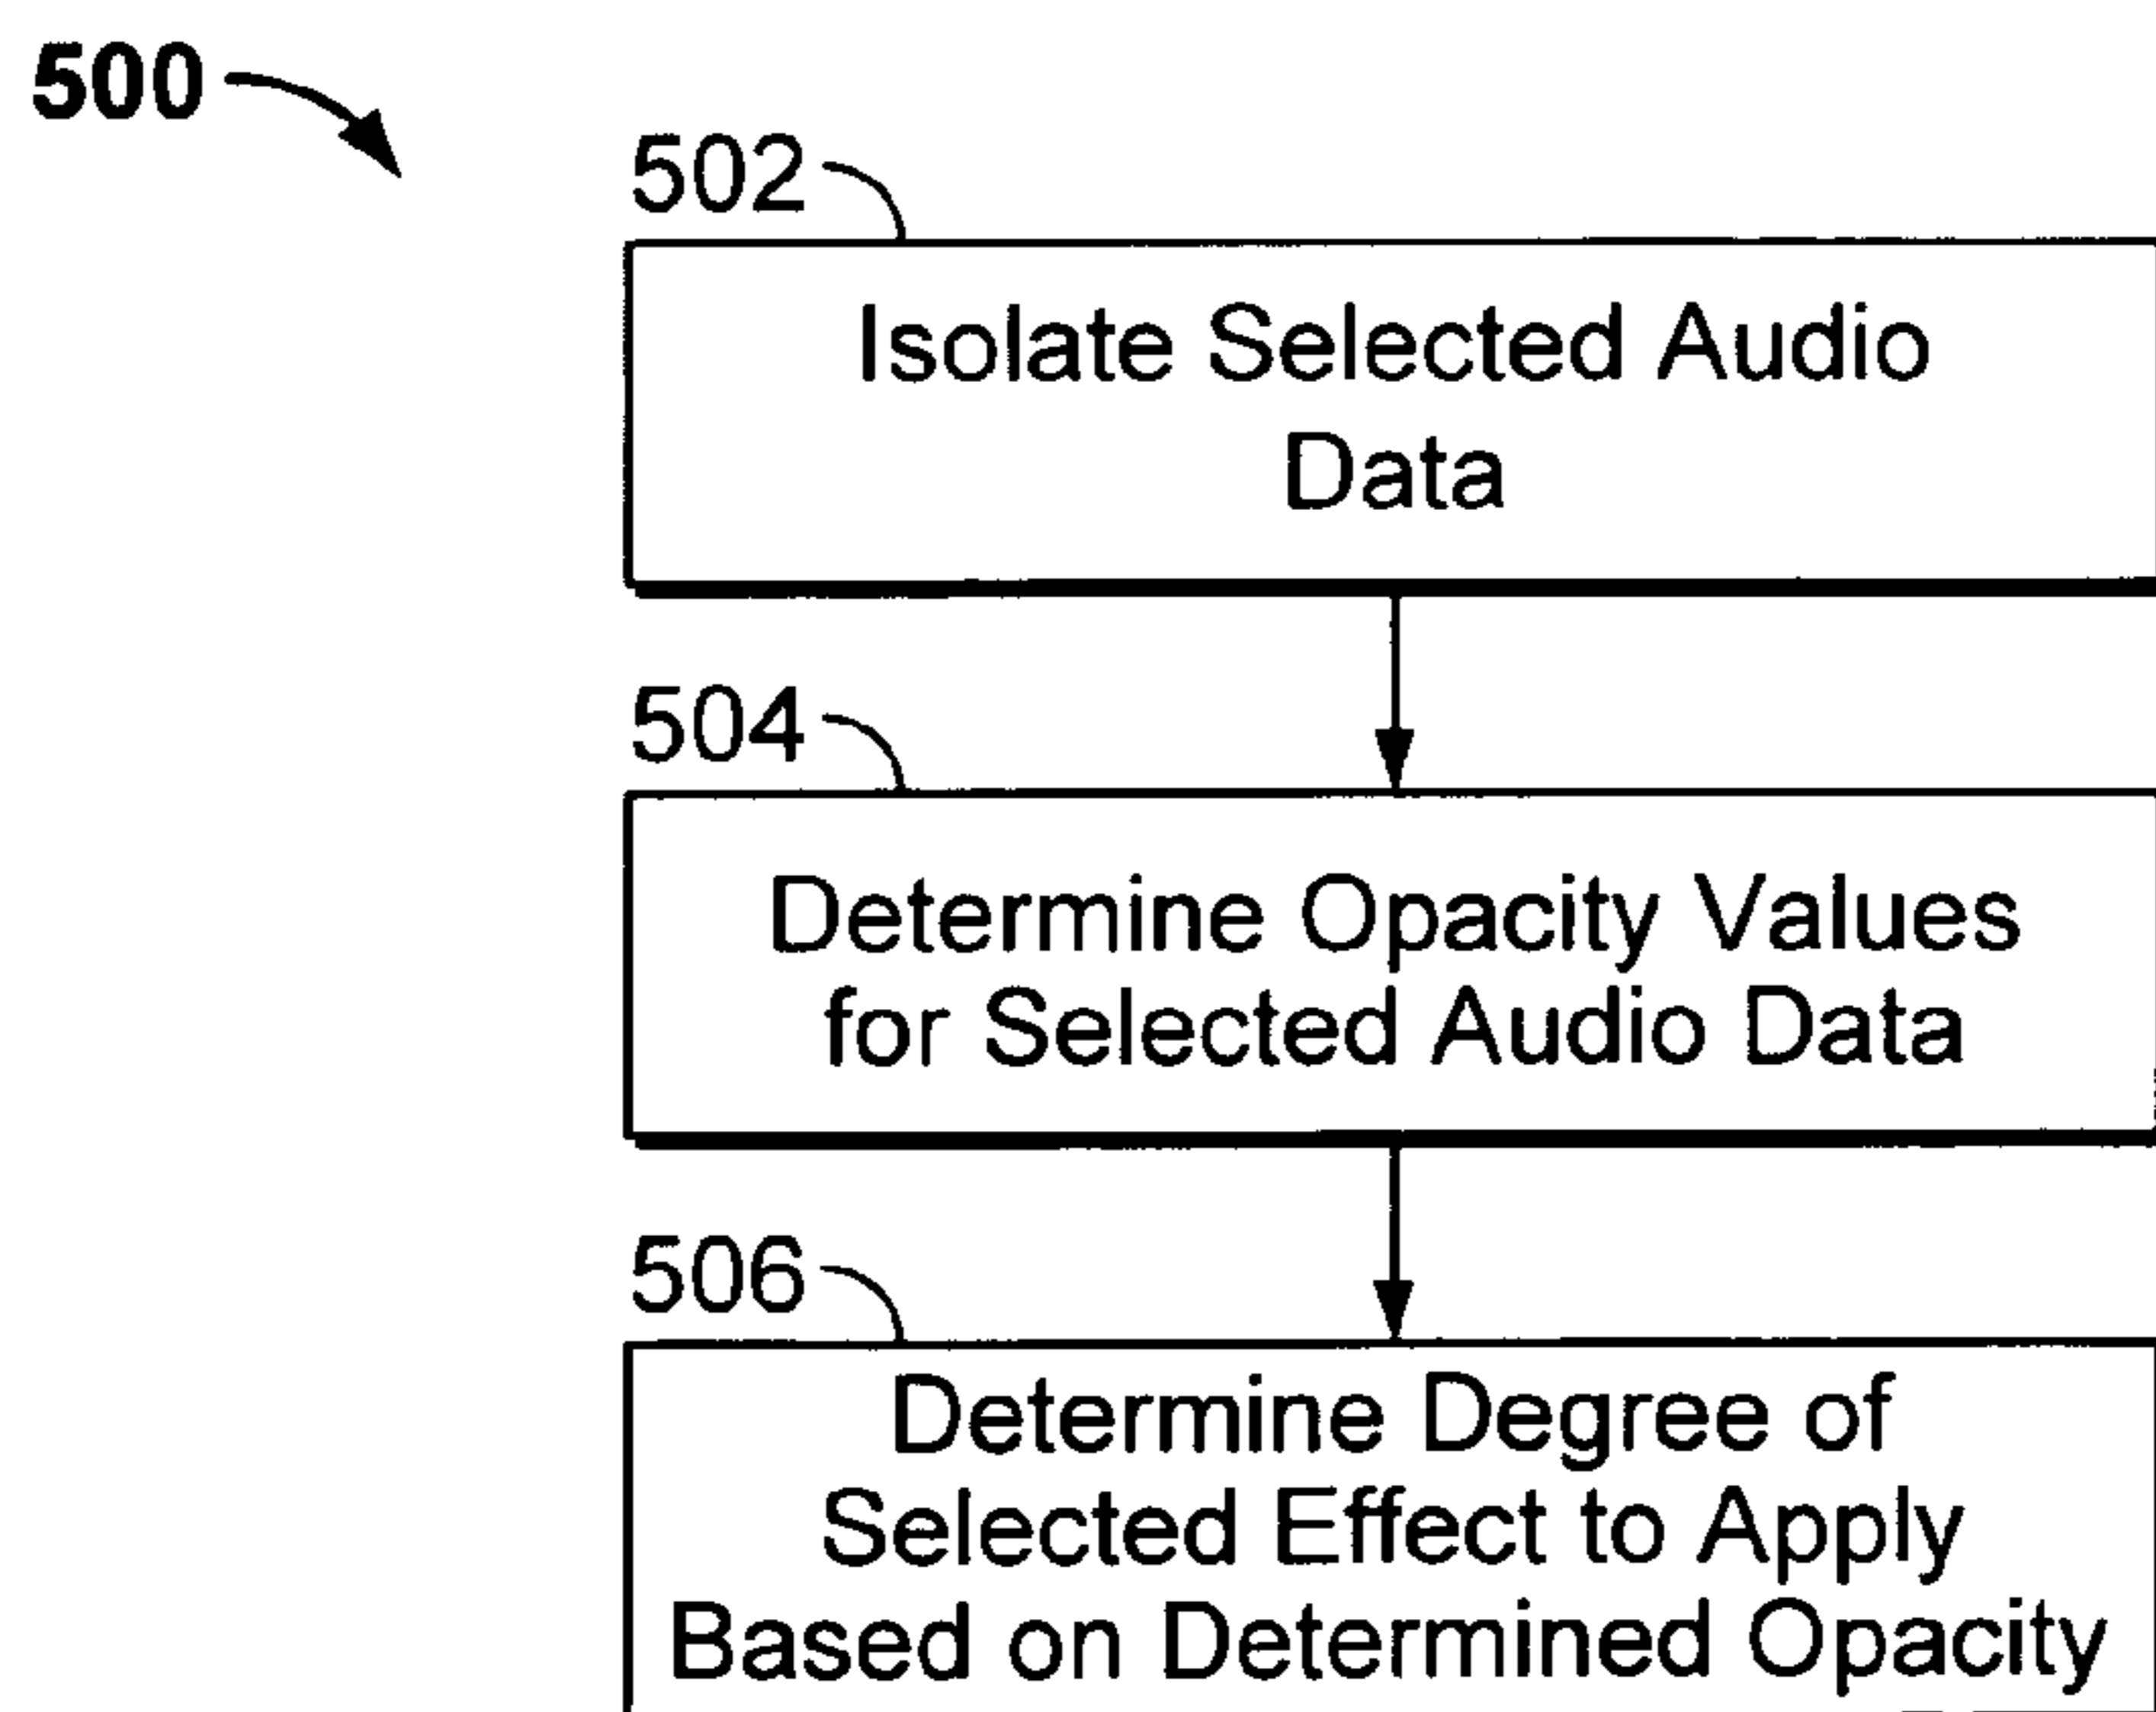 500
502
Isolate Selected Audio
Data
504
Determine Opacity Values
for Selected Audio Data
506
Determine Degree of
Selected Effect to Apply
Based on Determined Opacity